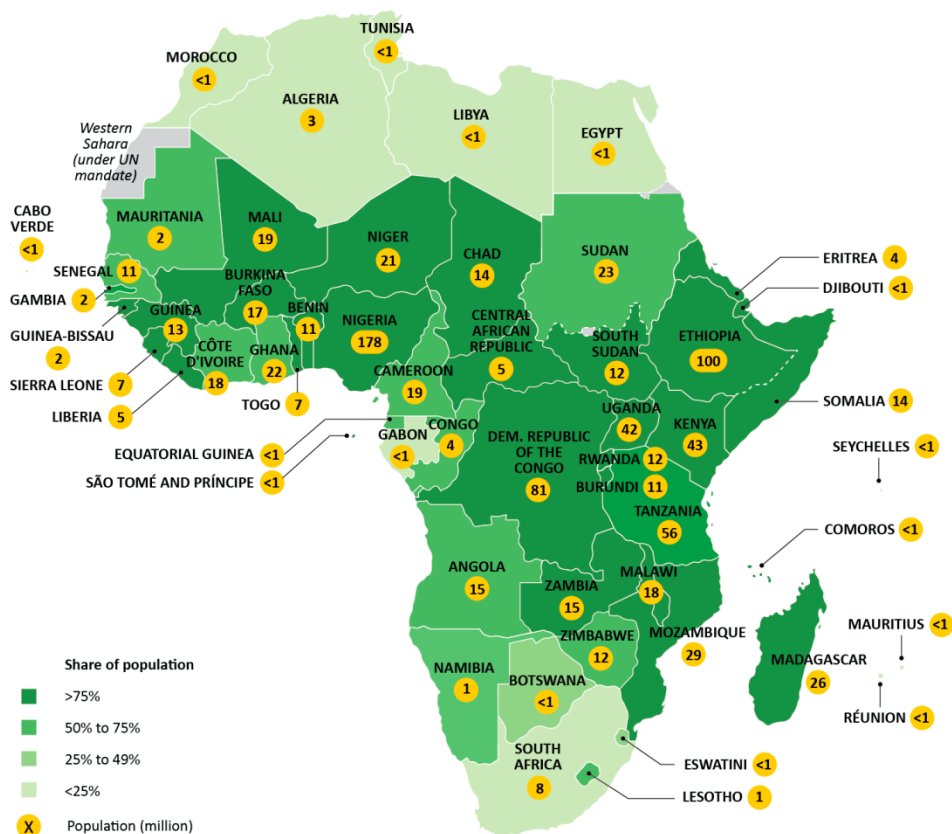 TUNISIA
<1
MOROCCO
<1
ALGERIA
3
LIBYA
<1
EGYPT
<1
Western
Sahara
(under UN
mandate)
CABO
VERDE
<1
MAURITANIA
2
MALI
19
NIGER
21
CHAD
14
SUDAN
23
ERITREA 4
DJIBOUTI <1
SENEGAL 11
GAMBIA 2
BURKINA
FASO
17
GUINEA
13
BENIN
11
NIGERIA
178
CENTRAL
AFRICAN
REPUBLIC
5
SOUTH
SUDAN
12
ETHIOPIA
100
GUINEA-BISSAU
2
CÔTE
D'IVOIRE
18
GHANA
22
CAMEROON
19
SIERRA LEONE 7
LIBERIA 5
TOGO 7
SOMALIA 14
UGANDA
42
KENYA
43
EQUATORIAL GUINEA <1
SÃO TOMÉ AND PRÍNCIPE <1
GABON
<1
CONGO
4
DEM. REPUBLIC
OF THE
CONGO
81
RWANDA 12
BURUNDI 11
TANZANIA
56
SEYCHELLES <1
COMOROS <1
ANGOLA
15
ZAMBIA
15
MALAWI
18
MOZAMBIQUE
29
ZIMBABWE
12
MAURITIUS <1
MADAGASCAR
26
RÉUNION <1
NAMIBIA
1
BOTSWANA
<1
SOUTH
AFRICA
8
ESWATINI <1
LESOTHO 1
Share of population
>75%
50% to 75%
25% to 49%
<25%
X Population (million)